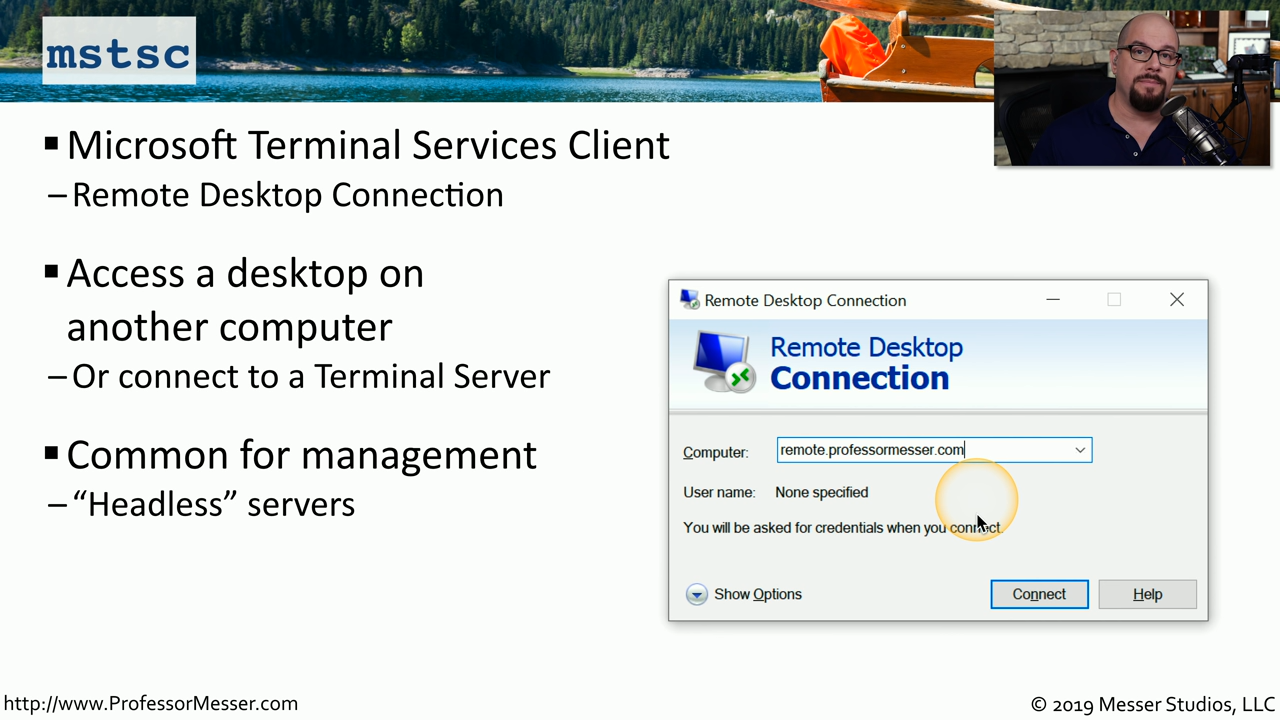 mstsc
▪ Microsoft Terminal Services Client
– Remote Desktop Connection
▪ Access a desktop on
another computer
– Or connect to a Terminal Server
▪ Common for management
– “Headless” servers
Remote Desktop Connection
Remote Desktop
Connection
Computer: remote.professormesser.com
User name: None specified
You will be asked for credentials when you connect.
Show Options
Connect
Help
http://www.ProfessorMesser.com
© 2019 Messer Studios, LLC